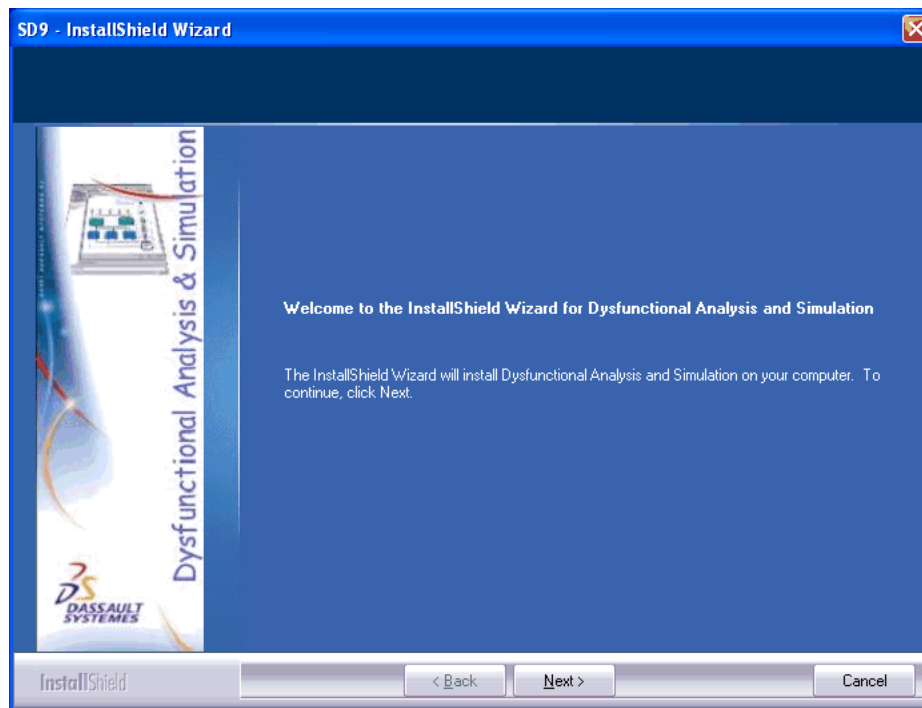 SD9 - InstallShield Wizard
Dysfunctional Analysis & Simulation
Welcome to the InstallShield Wizard for Dysfunctional Analysis and Simulation
The InstallShield Wizard will install Dysfunctional Analysis and Simulation on your computer. To
continue, click Next.
DASSAULT
SYSTEMES
InstallShield
< Back
Next >
Cancel